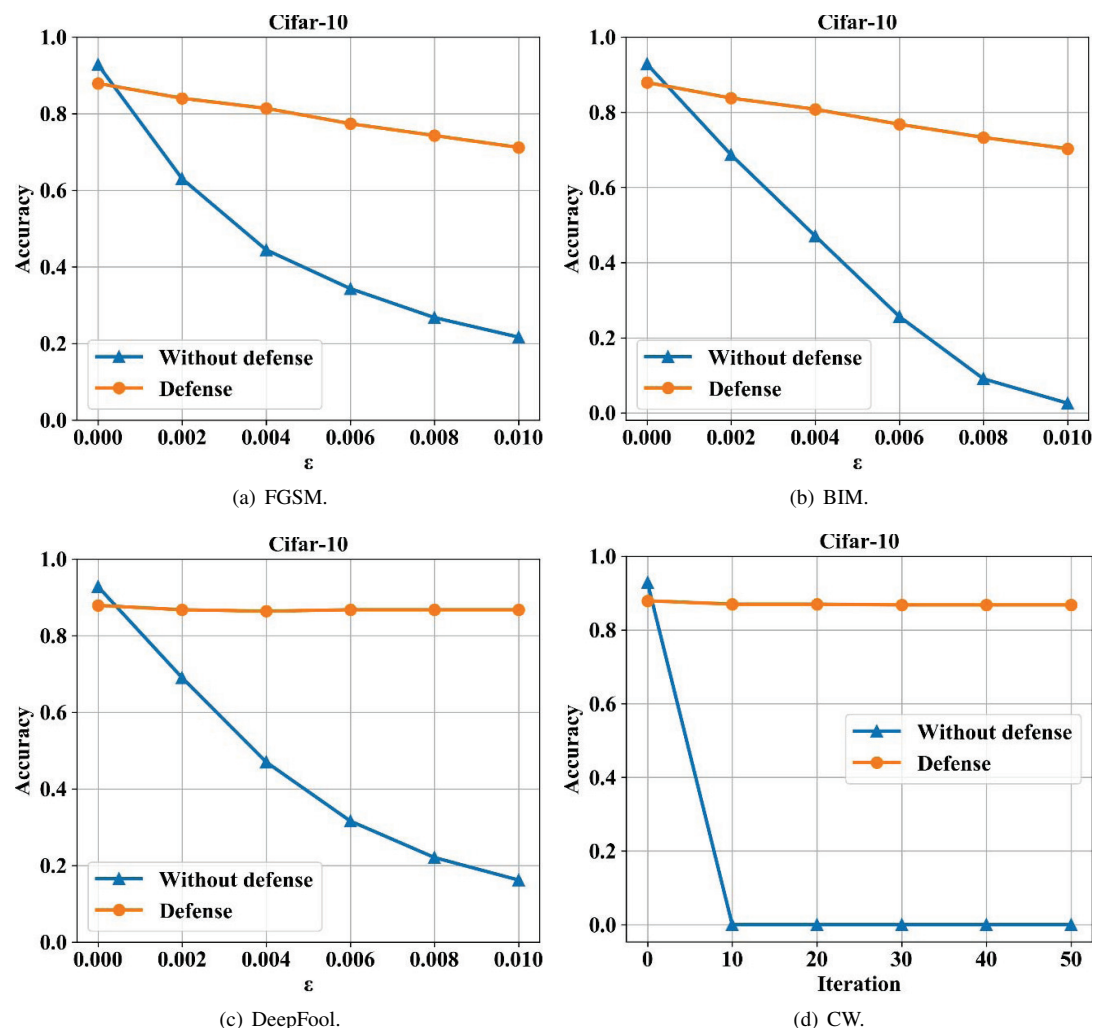 Cifar-10
1.0
0.8
0.6
0.4
0.2
0.0
Accuracy
Without defense
Defense
0.000 0.002 0.004 0.006 0.008 0.010
ε
(a) FGSM.
Cifar-10
1.0
0.8
0.6
0.4
0.2
0.0
Accuracy
Without defense
Defense
0.000 0.002 0.004 0.006 0.008 0.010
ε
(b) BIM.
Cifar-10
1.0
0.8
0.6
0.4
0.2
0.0
Accuracy
Without defense
Defense
0.000 0.002 0.004 0.006 0.008 0.010
ε
(c) DeepFool.
Cifar-10
1.0
0.8
0.6
0.4
0.2
0.0
Accuracy
Without defense
Defense
0 10 20 30 40 50
Iteration
(d) CW.